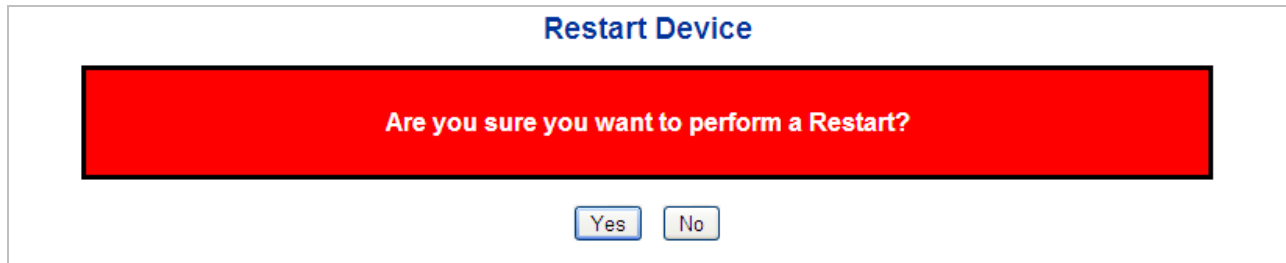 Restart Device
Are you sure you want to perform a Restart?
Yes No